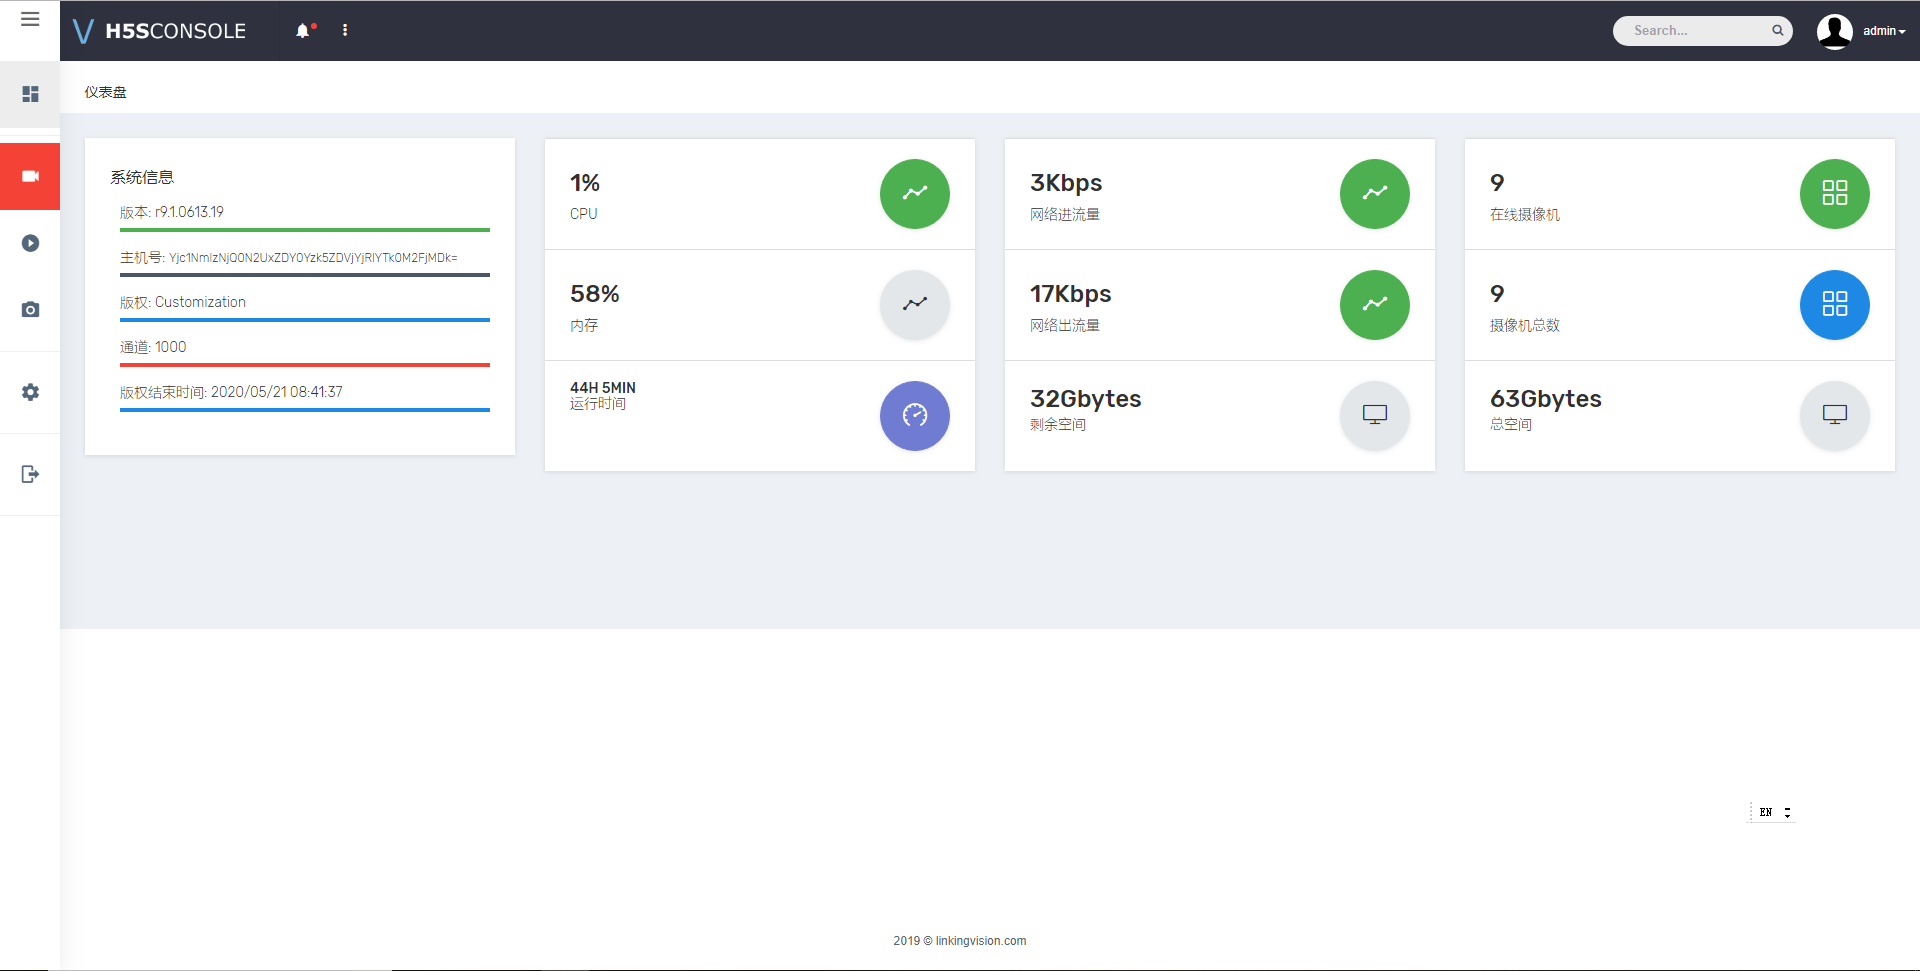 H5SCONSOLE
Search...
admin
仪表盘
系统信息
版本: r9.1.0613.19
主机号: Yjc1NmIzNjQ0N2UxZDY0Yzk5ZDVjYjRlYTk0M2FjMDk=
版权: Customization
通道: 1000
版权结束时间: 2020/05/21 08:41:37
1%
CPU
58%
内存
44H 5MIN
运行时间
3Kbps
网络进流量
17Kbps
网络出流量
32Gbytes
剩余空间
9
在线摄像机
9
摄像机总数
63Gbytes
总空间
EN
2019 © linkingvision.com